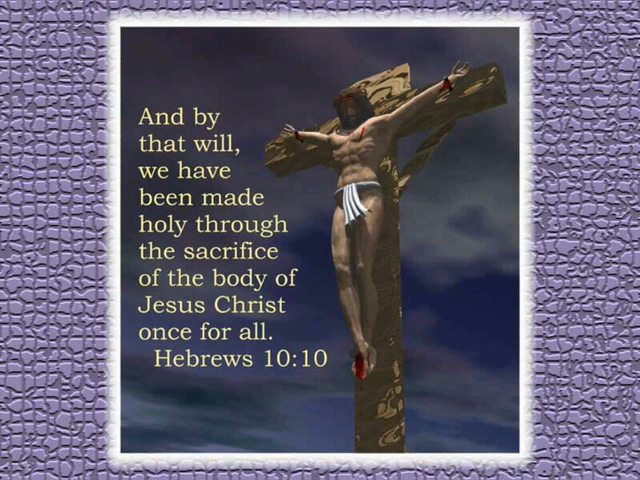 And by
that will,
we have
been made
holy through
the sacrifice
of the body of
Jesus Christ
once for all.
Hebrews 10:10